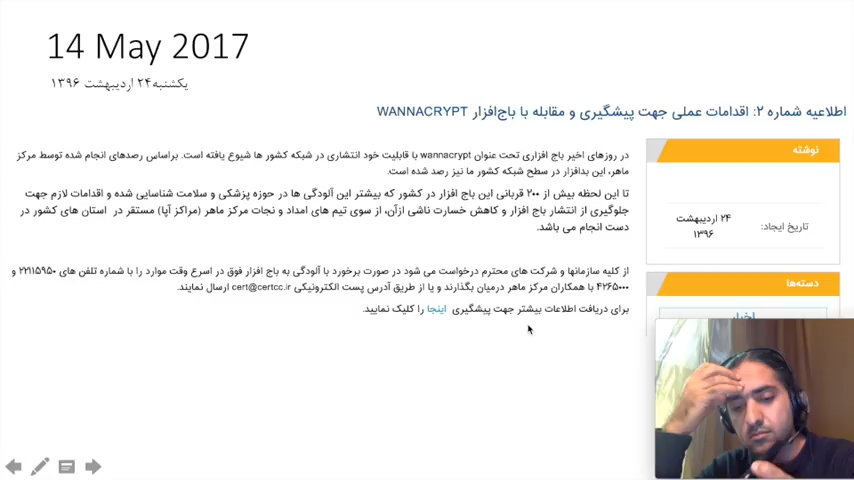 14 May 2017
یکشنبه۲۴ اردیبهشت ۱۳۹۶
اطلاعیه شماره ۲: اقدامات عملی جهت پیشگیری و مقابله با باج‌افزار WANNACRYPT
نوشته
تاریخ ایجاد:
۲۴ اردیبهشت
۱۳۹۶
دسته‌ها
اخبار
در روزهای اخیر باج افزاری تحت عنوان wannacrypt با قابلیت خود انتشاری در شبکه کشور ها شیوع یافته است. براساس رصدهای انجام شده توسط مرکز
ماهر، این بدافزار در سطح شبکه کشور ما نیز رصد شده است.
تا این لحظه بیش از ۲۰۰ قربانی این باج افزار در کشور که بیشتر این آلودگی ها در حوزه پزشکی و سلامت شناسایی شده و اقدامات لازم جهت
جلوگیری از انتشار باج افزار و کاهش خسارت ناشی ازآن، از سوی تیم های امداد و نجات مرکز ماهر (مراکز آپا) مستقر در استان های کشور در
دست انجام می باشد.
از کلیه سازمانها و شرکت های محترم درخواست می شود در صورت برخورد با آلودگی به باج افزار فوق در اسرع وقت موارد را با شماره تلفن های ۲۲۱۱۵۹۵۰ و
۴۲۶۵۰۰۰ با همکاران مرکز ماهر درمیان بگذارند و یا از طریق آدرس پست الکترونیکی cert@certcc.ir ارسال نمایند.
برای دریافت اطلاعات بیشتر جهت پیشگیری اینجا را کلیک نمایید.